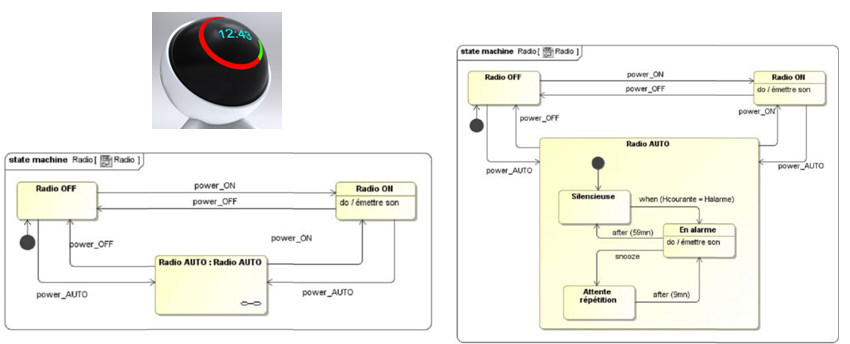 12:43
state machine Radio [ Radio ]
Radio OFF
power_ON
Radio ON
power_OFF
do / émettre son
power_OFF
power_ON
Radio AUTO : Radio AUTO
power_AUTO
power_AUTO
state machine Radio [ Radio ]
Radio OFF
power_ON
Radio ON
power_OFF
do / émettre son
power_OFF
power_ON
Radio AUTO
power_AUTO
power_AUTO
Silencieuse
when (Hcourante = Halarme)
En alarme
after (59mn)
do / émettre son
snooze
Attente
répétition
after (9mn)